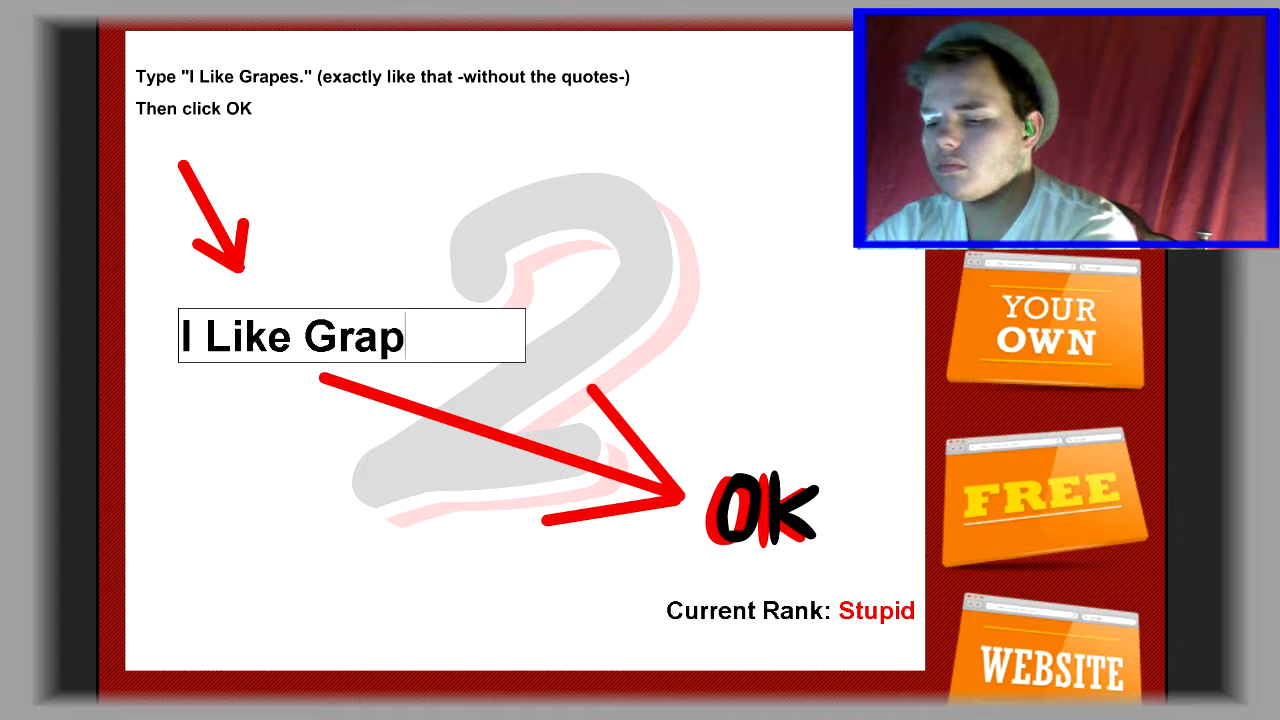 Type "I Like Grapes." (exactly like that -without the quotes-)
Then click OK
2
I Like Grap
OK
Current Rank: Stupid
YOUR
OWN
FREE
WEBSITE